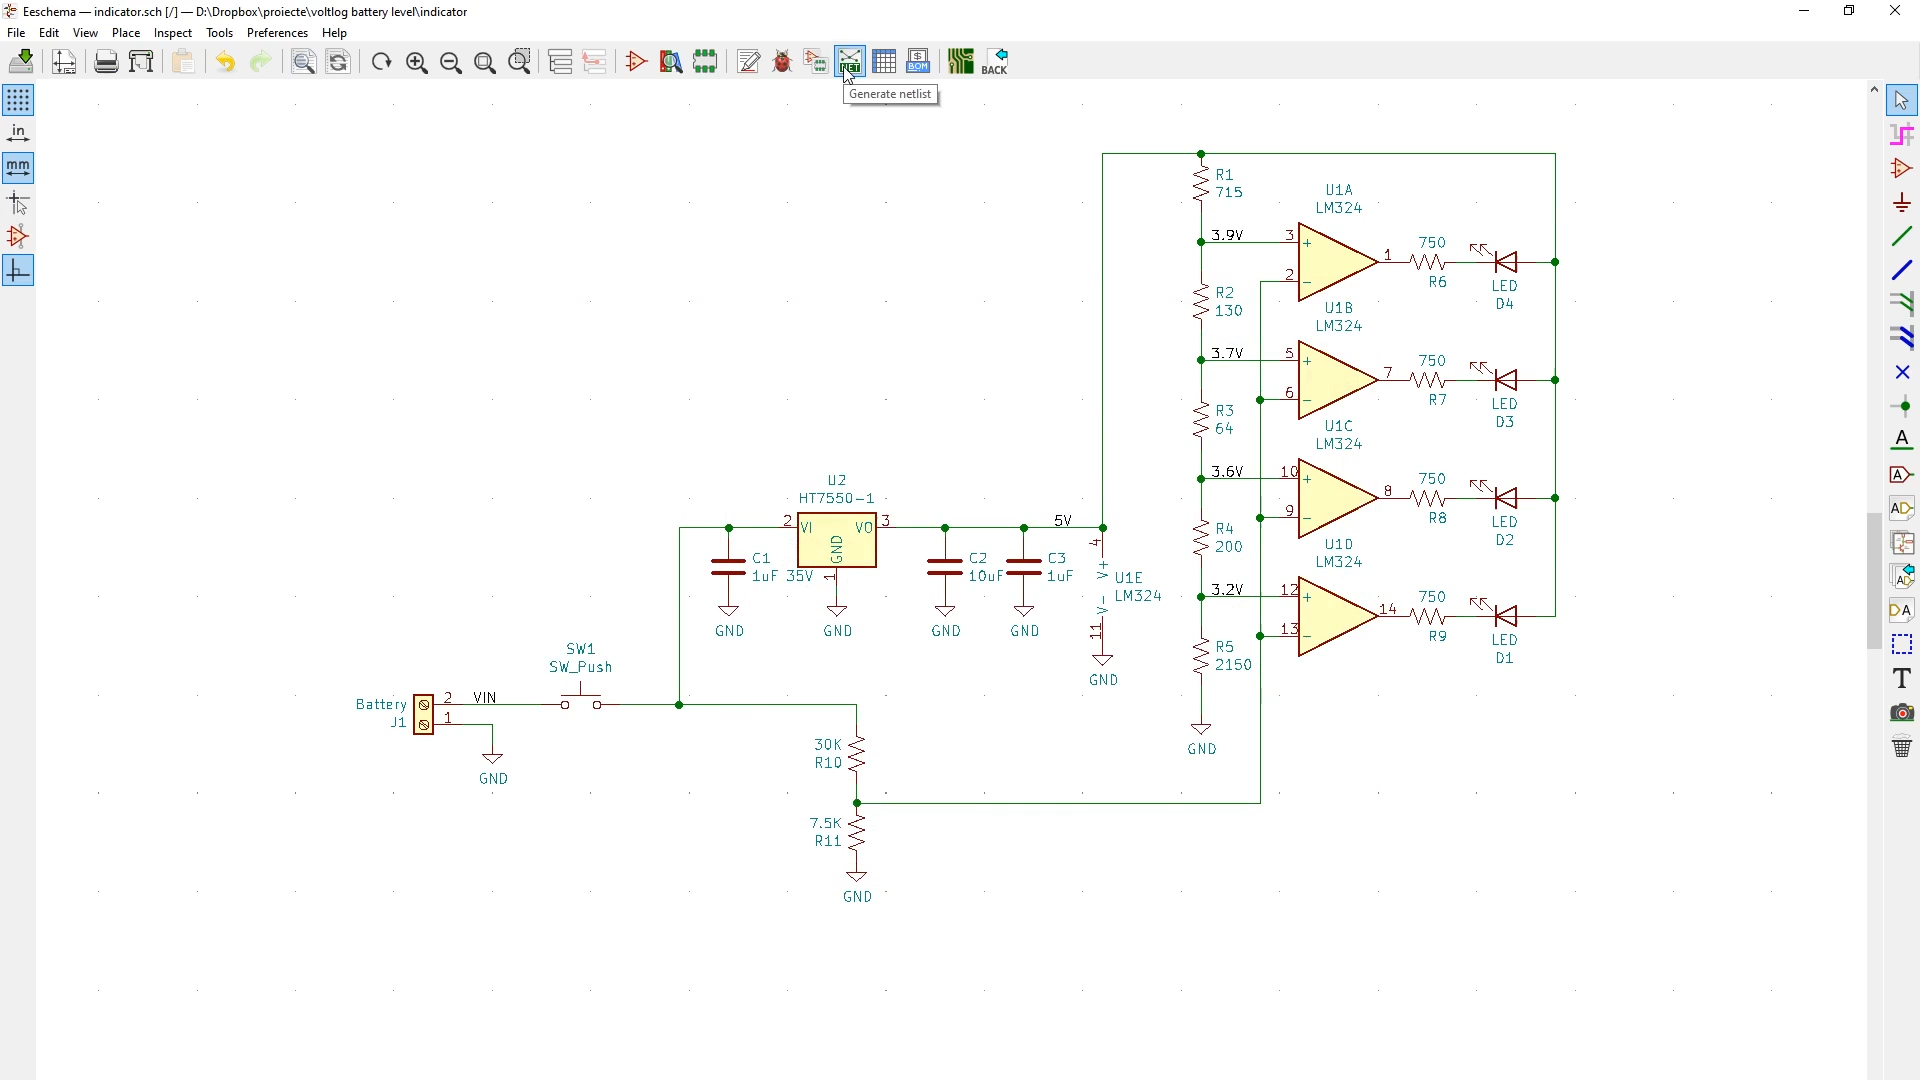 Eeschema — indicator.sch [/] — D:\Dropbox\proiecte\voltlog battery level\indicator
File Edit View Place Inspect Tools Preferences Help
NET
$
BOM
BACK
Generate netlist
in
mm
R1
715
U1A
LM324
3.9V
3
+
2
-
1
750
R6
LED
D4
R2
130
U1B
LM324
3.7V
5
+
6
-
7
750
R7
LED
D3
R3
64
U1C
LM324
3.6V
10
+
9
-
8
750
R8
LED
D2
R4
200
U1D
LM324
3.2V
12
+
13
-
14
750
R9
LED
D1
R5
2150
GND
U2
HT7550-1
2 VI VO 3
GND
1
5V
C1
1uF 35V
C2
10uF
C3
1uF
4
V+
U1E
LM324
V-
11
GND
GND
GND
GND
GND
SW1
SW_Push
Battery
J1
2
1
VIN
GND
30K
R10
7.5K
R11
GND
A
A
AD
AD
DA
T